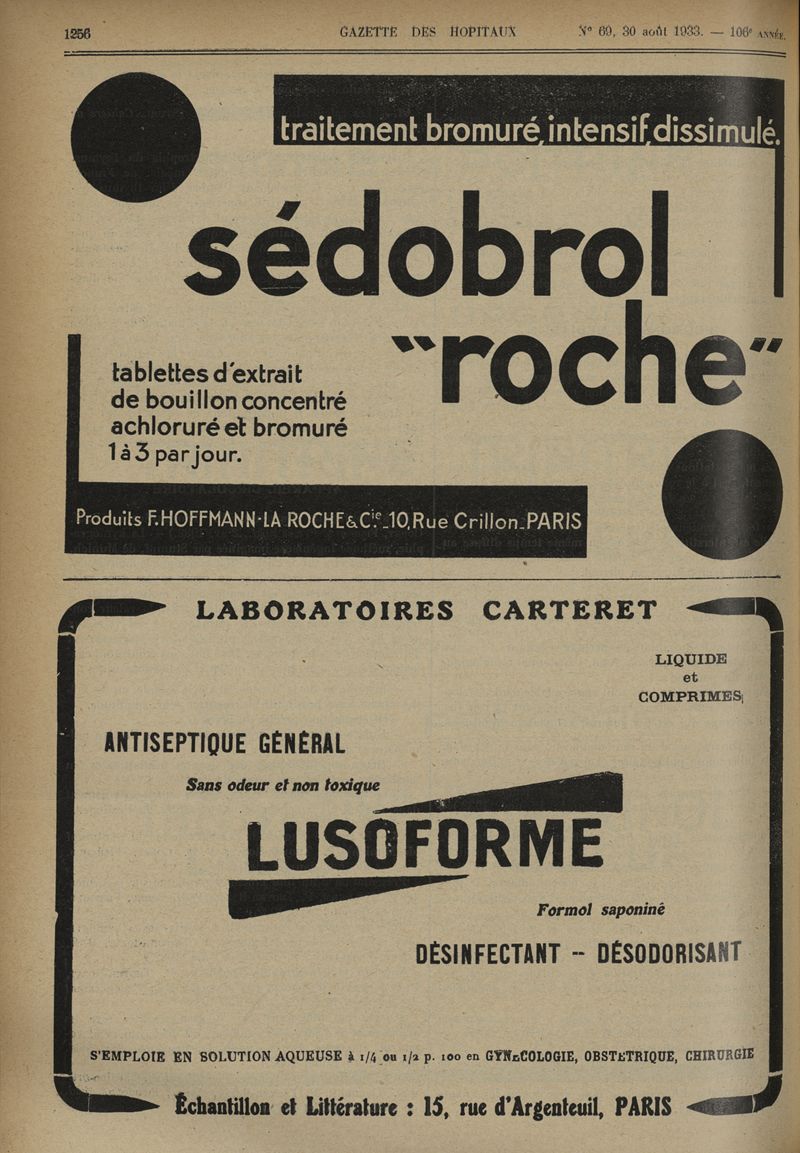 1256
GAZETTE DES HOPITAUX
N° 69, 30 août 1933. — 106e ANNÉE.
traitement bromuré, intensif, dissimulé.
sédobrol
"roche"
tablettes d'extrait
de bouillon concentré
achloruré et bromuré
1 à 3 par jour.
Produits F. HOFFMANN-LA ROCHE & Cie_10, Rue Crillon_PARIS
LABORATOIRES CARTERET
LIQUIDE
et
COMPRIMES
ANTISEPTIQUE GÉNÉRAL
Sans odeur et non toxique
LUSOFORME
Formol saponiné
DÉSINFECTANT -- DÉSODORISANT
S'EMPLOIE EN SOLUTION AQUEUSE à 1/4 ou 1/2 p. 100 en GYNÉCOLOGIE, OBSTÉTRIQUE, CHIRURGIE
Échantillon et Littérature : 15, rue d'Argenteuil, PARIS